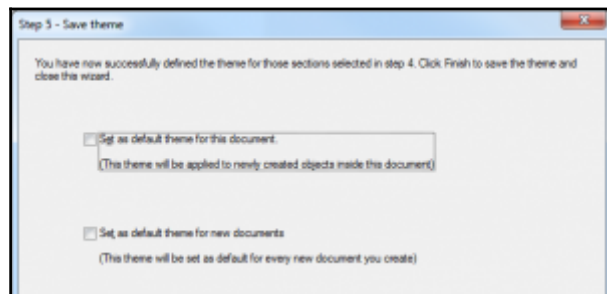 Step 5 - Save theme
You have now successfully defined the theme for those sections selected in step 4. Click Finish to save the theme and
close this wizard.
Set as default theme for this document.
(This theme will be applied to newly created objects inside this document)
Set as default theme for new documents
(This theme will be set as default for every new document you create)